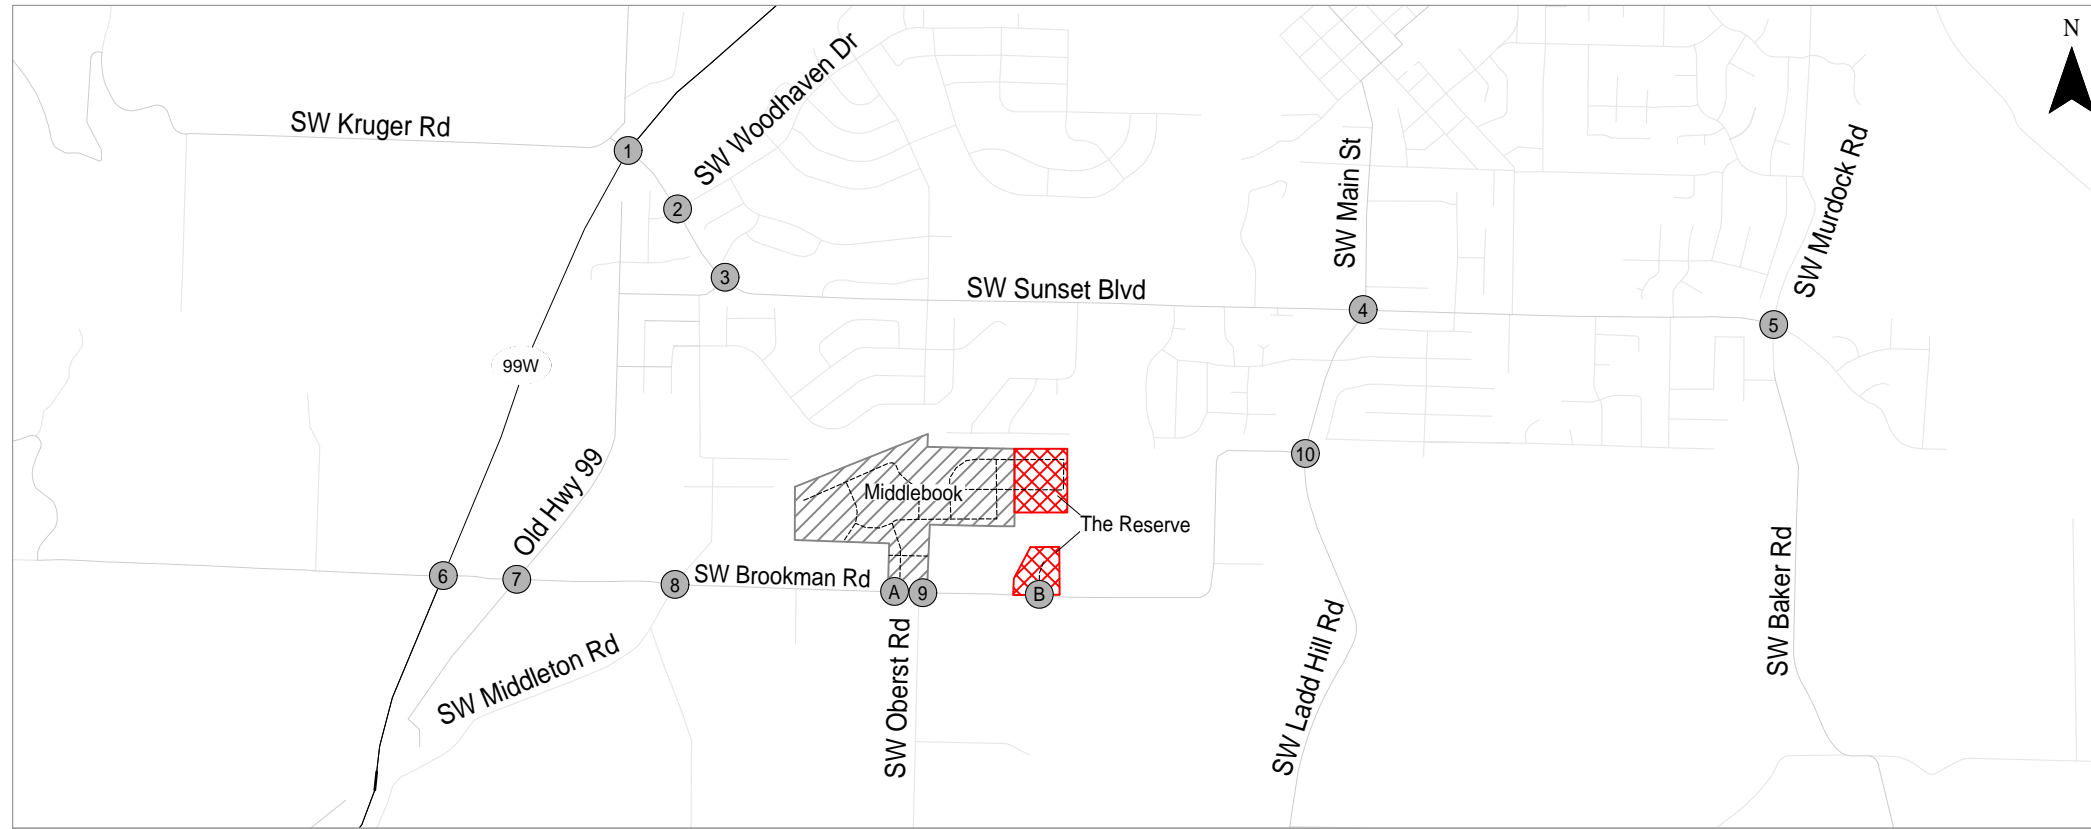 N
SW Kruger Rd
SW Woodhaven Dr
1
2
3
SW Main St
SW Murdock Rd
SW Sunset Blvd
4
5
99W
Old Hwy 99
10
Middlebook
The Reserve
6
7
8
SW Brookman Rd
A
9
B
SW Middleton Rd
SW Oberst Rd
SW Ladd Hill Rd
SW Baker Rd